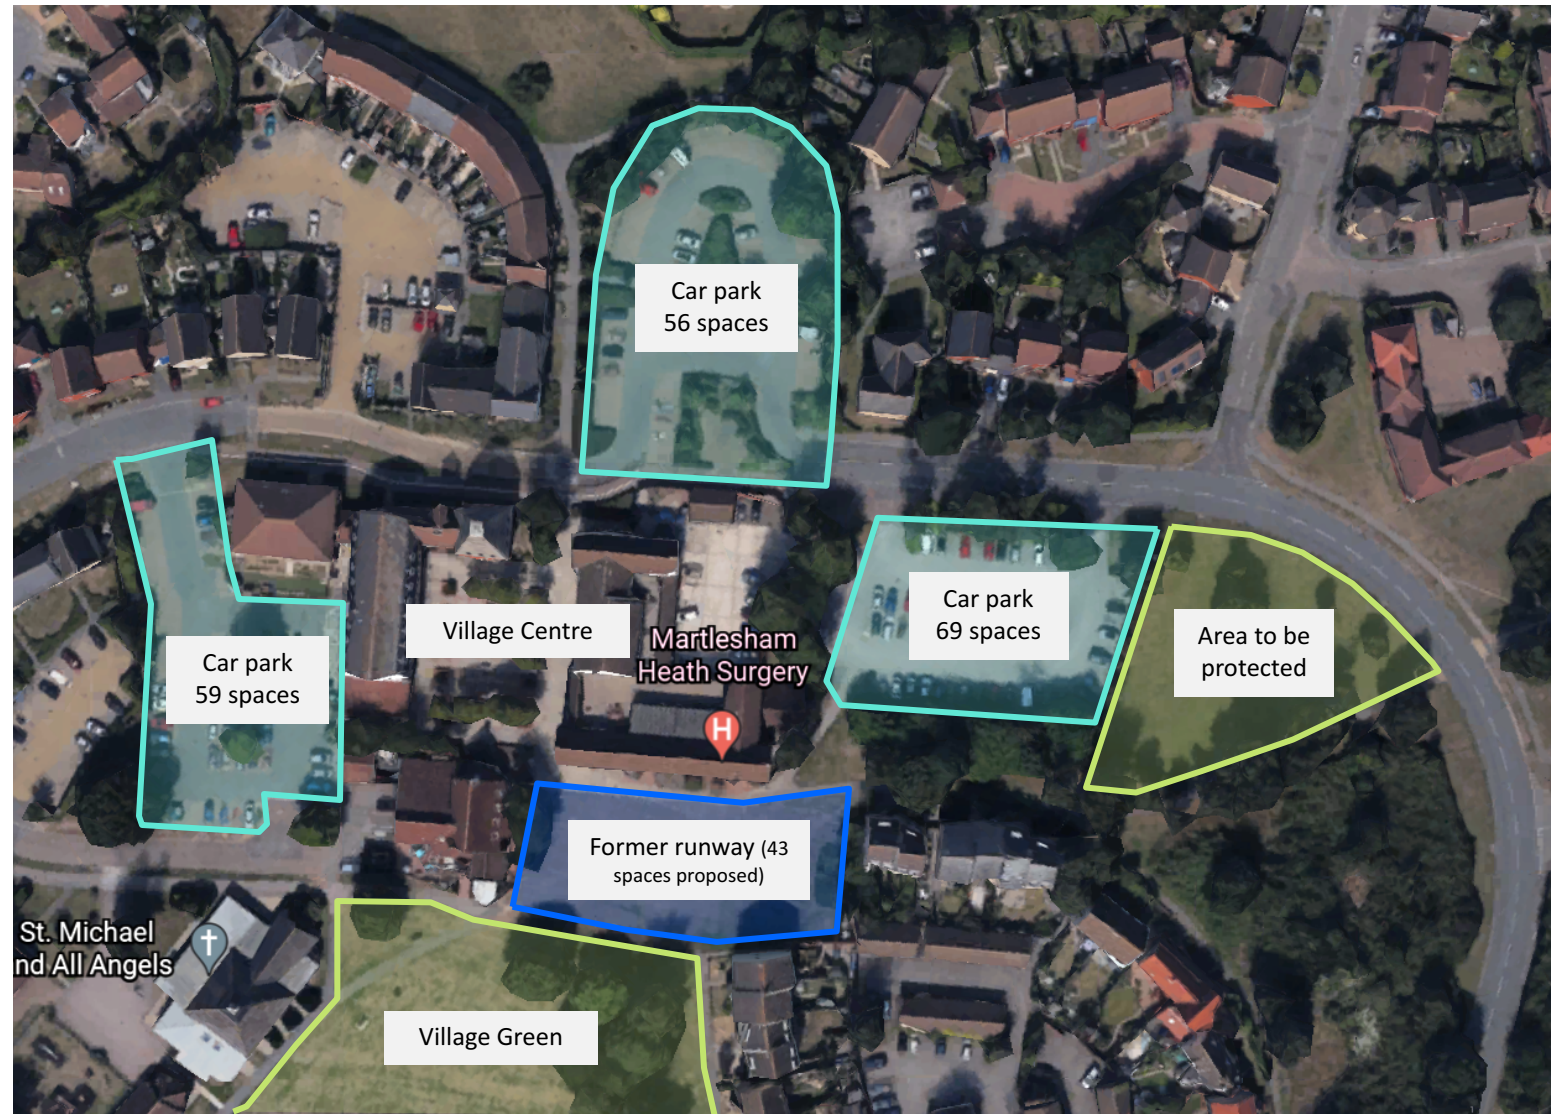 Car park
56 spaces
Car park
69 spaces
Area to be
protected
Village Centre
Martlesham
Heath Surgery
H
Car park
59 spaces
Former runway (43
spaces proposed)
St. Michael
nd All Angels
Village Green